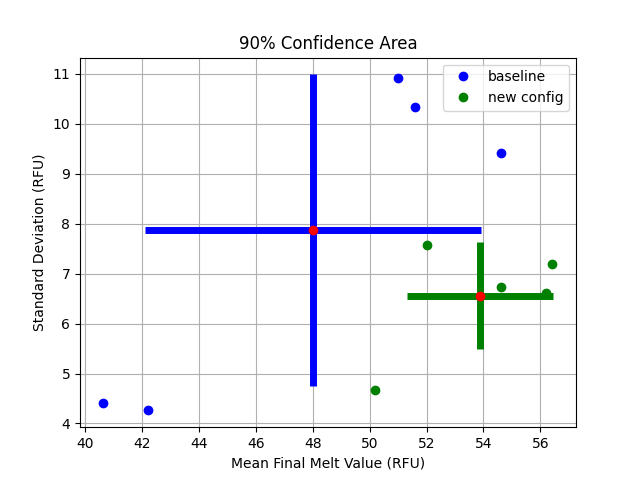 90% Confidence Area
baseline
new config
Standard Deviation (RFU)
11
10
9
8
7
6
5
4
40 42 44 46 48 50 52 54 56
Mean Final Melt Value (RFU)